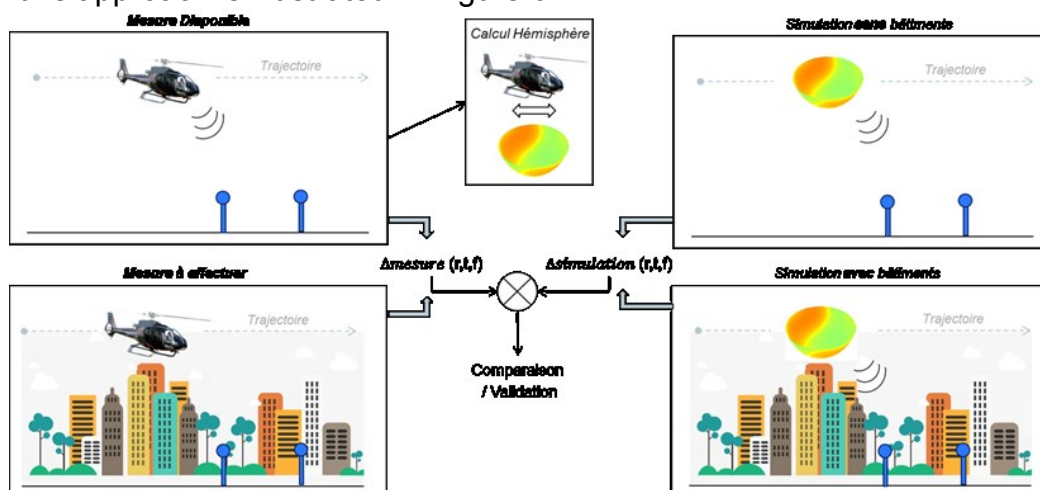 Mesure Disponible
Trajectoire
Calcul Hémisphère
Simulation sans bâtiments
Trajectoire
Δmesure (r,t,f)
Δsimulation (r,t,f)
Mesure à effectuer
Trajectoire
Comparaison
/ Validation
Simulation avec bâtiments
Trajectoire